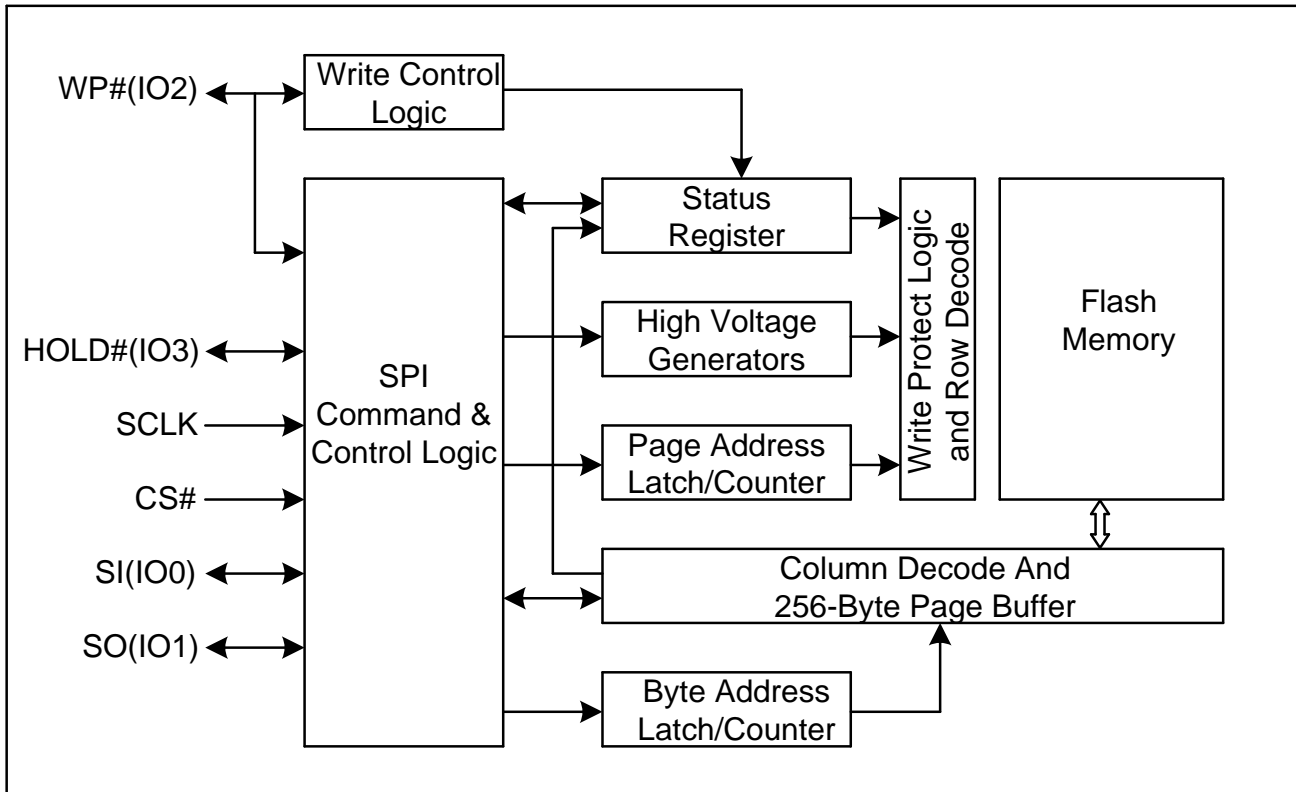 WP#(IO2)
Write Control
Logic
HOLD#(IO3)
SCLK
CS#
SI(IO0)
SO(IO1)
SPI
Command &
Control Logic
Status
Register
High Voltage
Generators
Page Address
Latch/Counter
Write Protect Logic
and Row Decode
Flash
Memory
Column Decode And
256-Byte Page Buffer
Byte Address
Latch/Counter